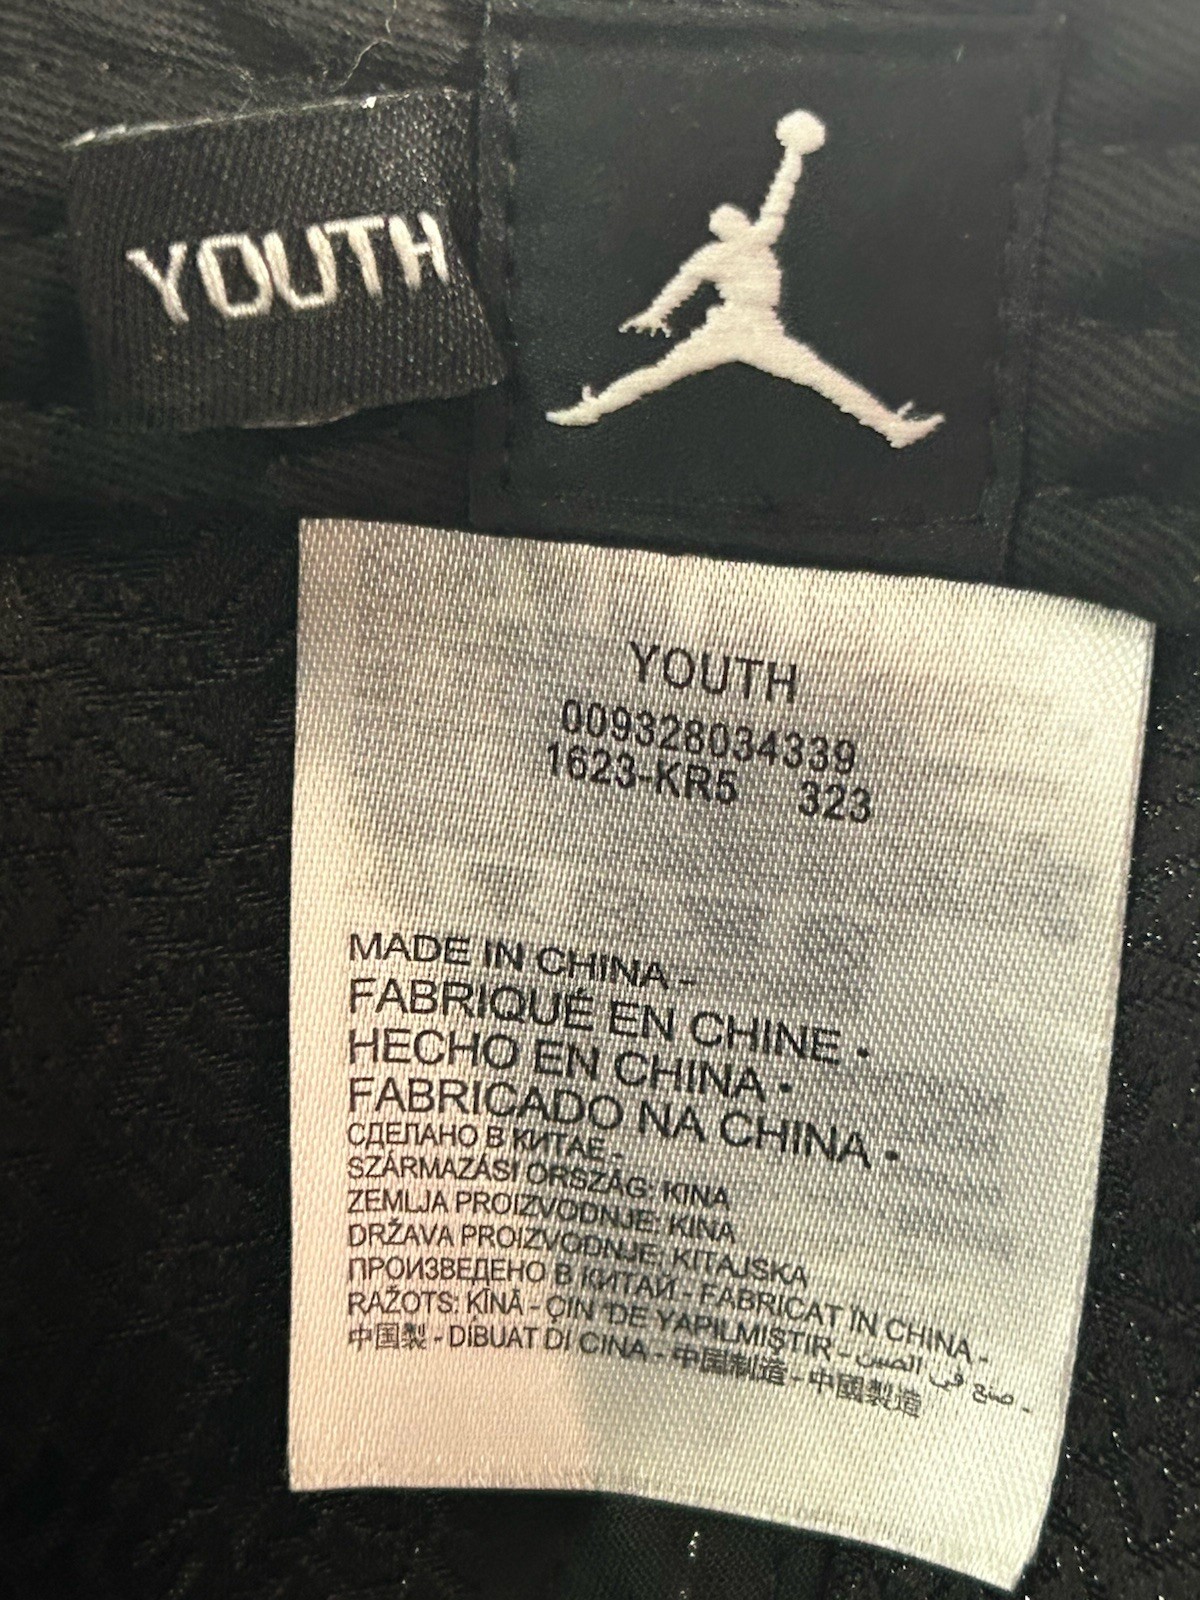 YOUTH
YOUTH
009328034339
1623-KR5 323
MADE IN CHINA -
FABRIQUÉ EN CHINE •
HECHO EN CHINA •
FABRICADO NA CHINA •
СДЕЛАНО В КИТАЕ -
SZÁRMAZÁSI ORSZÁG: KINA
ZEMLJA PROIZVODNJE: KINA
DRŽAVA PROIZVODNJE: KITAJSKA
ПРОИЗВЕДЕНО В КИТАЙ - FABRICAT ÎN CHINA -
RAŽOTS: ĶĪNĀ - ÇIN 'DE YAPILMIŞTIR - صنع في الصين -
中国製 - DIBUAT DI CINA - 中国制造 - 中國製造